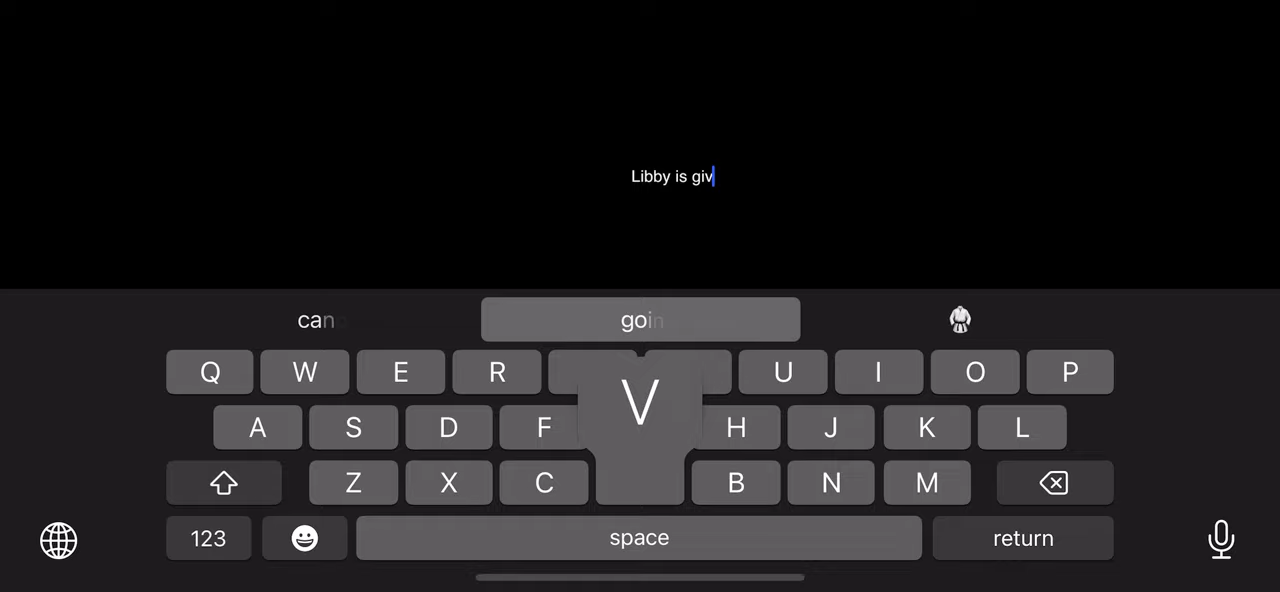 Libby is giv
can goin
Q W E R U I O P
V
A S D F H J K L
Z X C B N M
123 space return